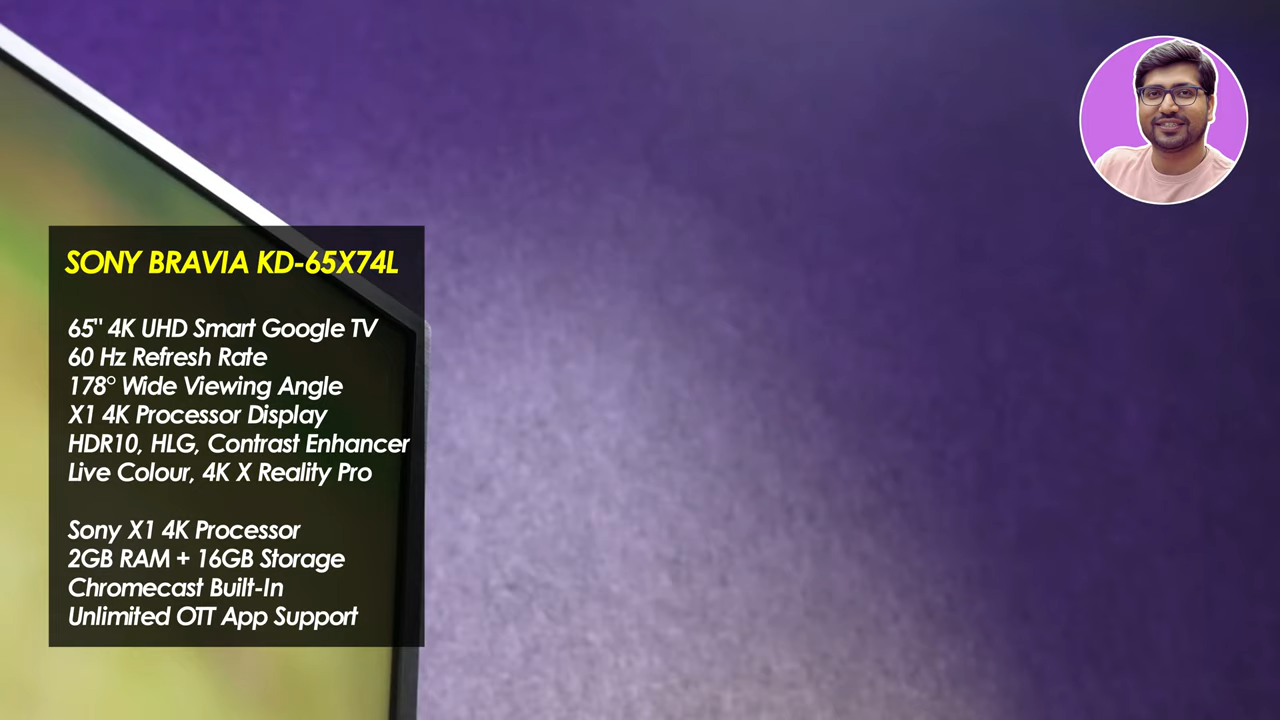 SONY BRAVIA KD-65X74L
65" 4K UHD Smart Google TV
60 Hz Refresh Rate
178° Wide Viewing Angle
X1 4K Processor Display
HDR10, HLG, Contrast Enhancer
Live Colour, 4K X Reality Pro
Sony X1 4K Processor
2GB RAM + 16GB Storage
Chromecast Built-In
Unlimited OTT App Support